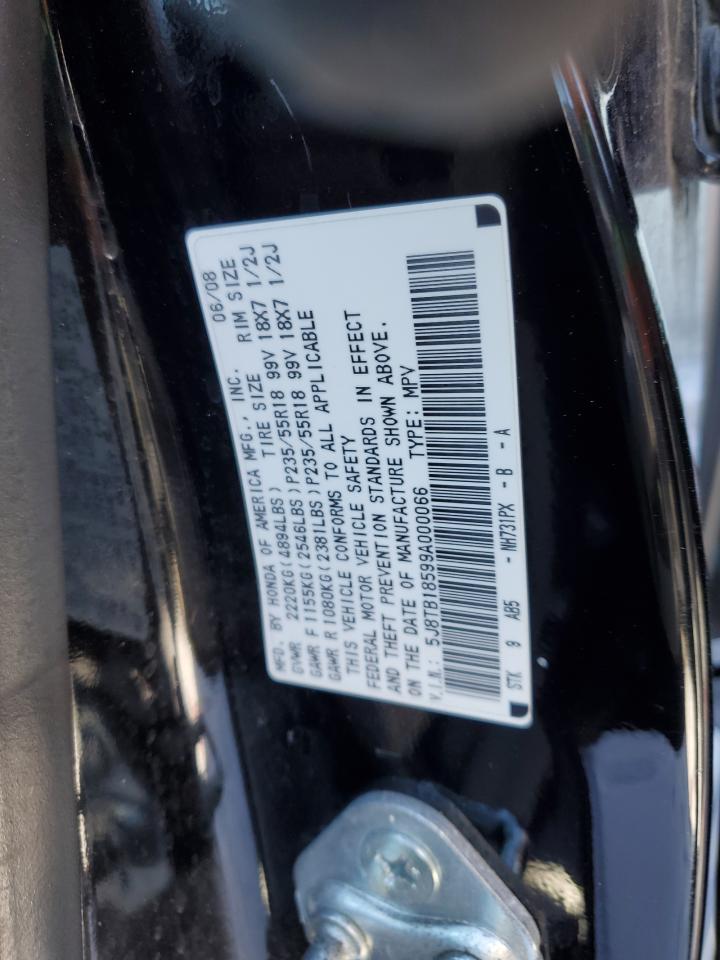 MFD. BY HONDA OF AMERICA MFG., INC. 06/08
GVWR 2220KG(4894LBS) TIRE SIZE RIM SIZE
GAWR F 1155KG(2546LBS)P235/55R18 99V 18X7 1/2J
GAWR R 1080KG(2381LBS)P235/55R18 99V 18X7 1/2J
THIS VEHICLE CONFORMS TO ALL APPLICABLE
FEDERAL MOTOR VEHICLE SAFETY
AND THEFT PREVENTION STANDARDS IN EFFECT
ON THE DATE OF MANUFACTURE SHOWN ABOVE.
V.I.N.: 5J8TB18599A000066 TYPE: MPV
STK 9 AB5 - NH731PX - B - A